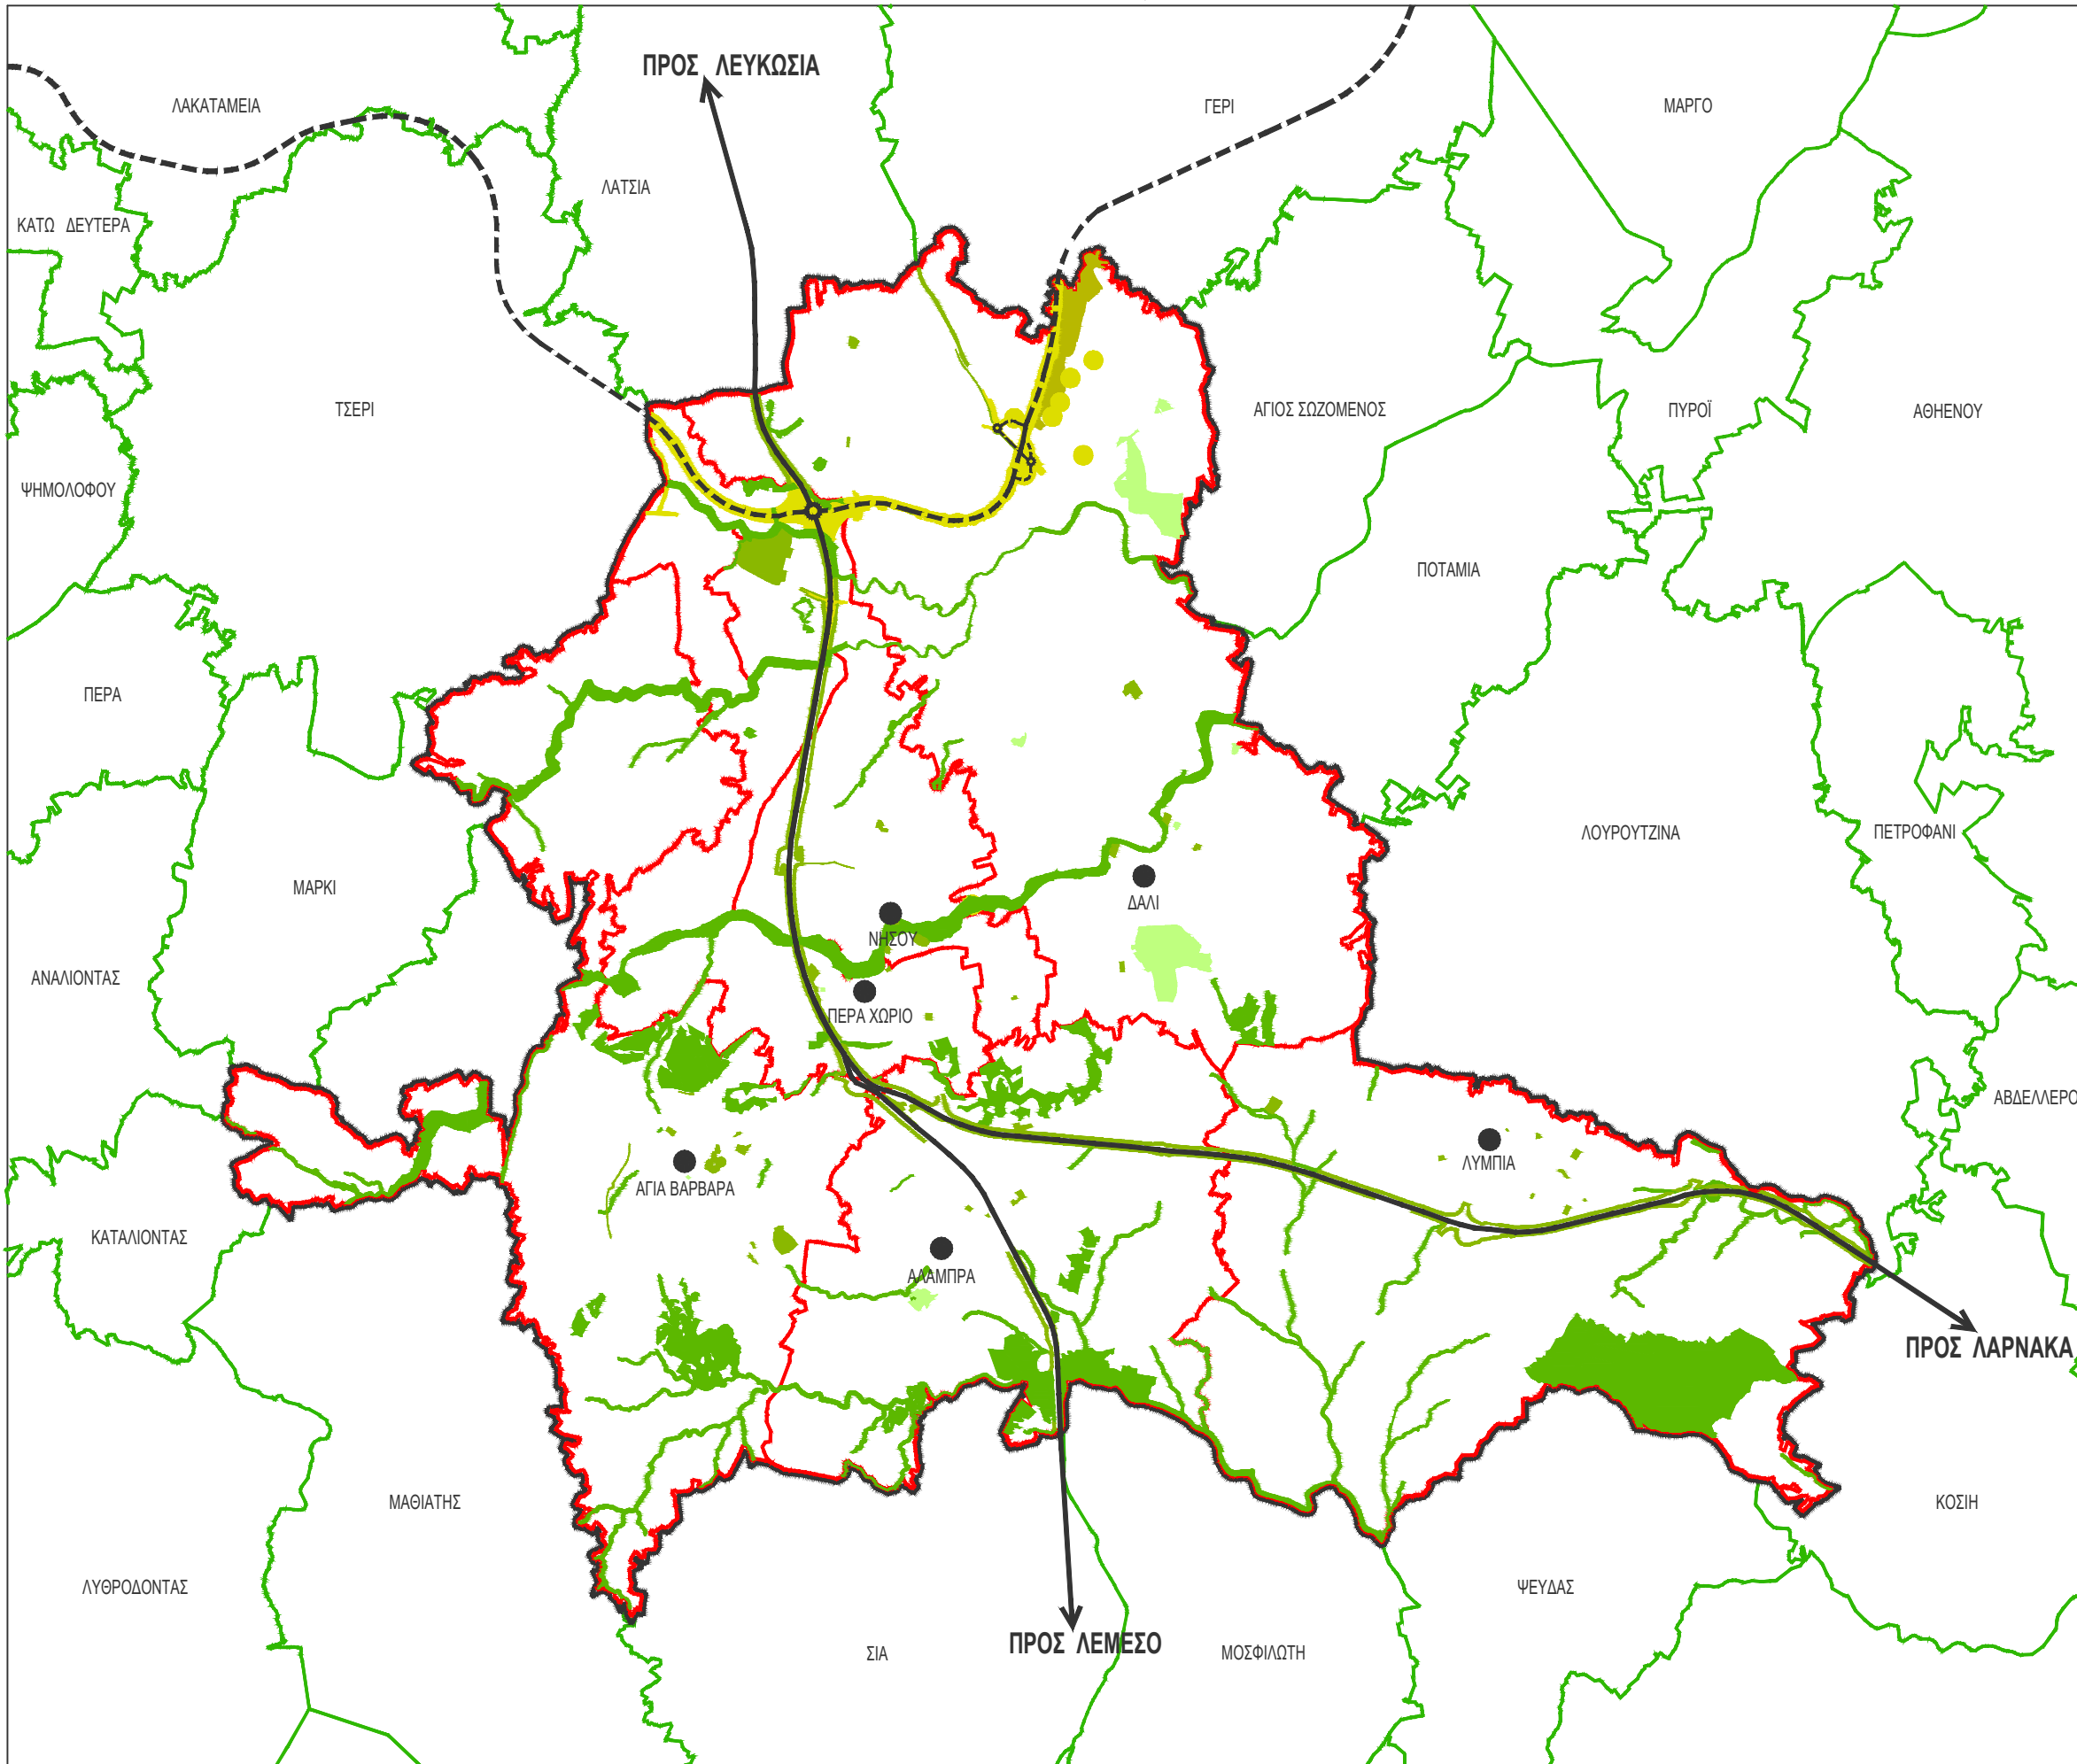 ΠΡΟΣ ΛΕΥΚΩΣΙΑ
ΛΑΚΑΤΑΜΕΙΑ
ΓΕΡΙ
ΜΑΡΓΟ
ΛΑΤΣΙΑ
ΚΑΤΩ ΔΕΥΤΕΡΑ
ΤΣΕΡΙ
ΑΓΙΟΣ ΣΩΖΟΜΕΝΟΣ
ΠΥΡΟΪ
ΑΘΗΕΝΟΥ
ΨΗΜΟΛΟΦΟΥ
ΠΟΤΑΜΙΑ
ΠΕΡΑ
ΛΟΥΡΟΥΤΖΙΝΑ
ΠΕΤΡΟΦΑΝΙ
ΜΑΡΚΙ
ΔΑΛΙ
ΝΗΣΟΥ
ΑΝΑΛΙΟΝΤΑΣ
ΠΕΡΑ ΧΩΡΙΟ
ΑΒΔΕΛΛΕΡΟ
ΛΥΜΠΙΑ
ΑΓΙΑ ΒΑΡΒΑΡΑ
ΚΑΤΑΛΙΟΝΤΑΣ
ΑΛΑΜΠΡΑ
ΠΡΟΣ ΛΑΡΝΑΚΑ
ΜΑΘΙΑΤΗΣ
ΚΟΣΙΗ
ΛΥΘΡΟΔΟΝΤΑΣ
ΨΕΥΔΑΣ
ΠΡΟΣ ΛΕΜΕΣΟ
ΣΙΑ
ΜΟΣΦΙΛΩΤΗ